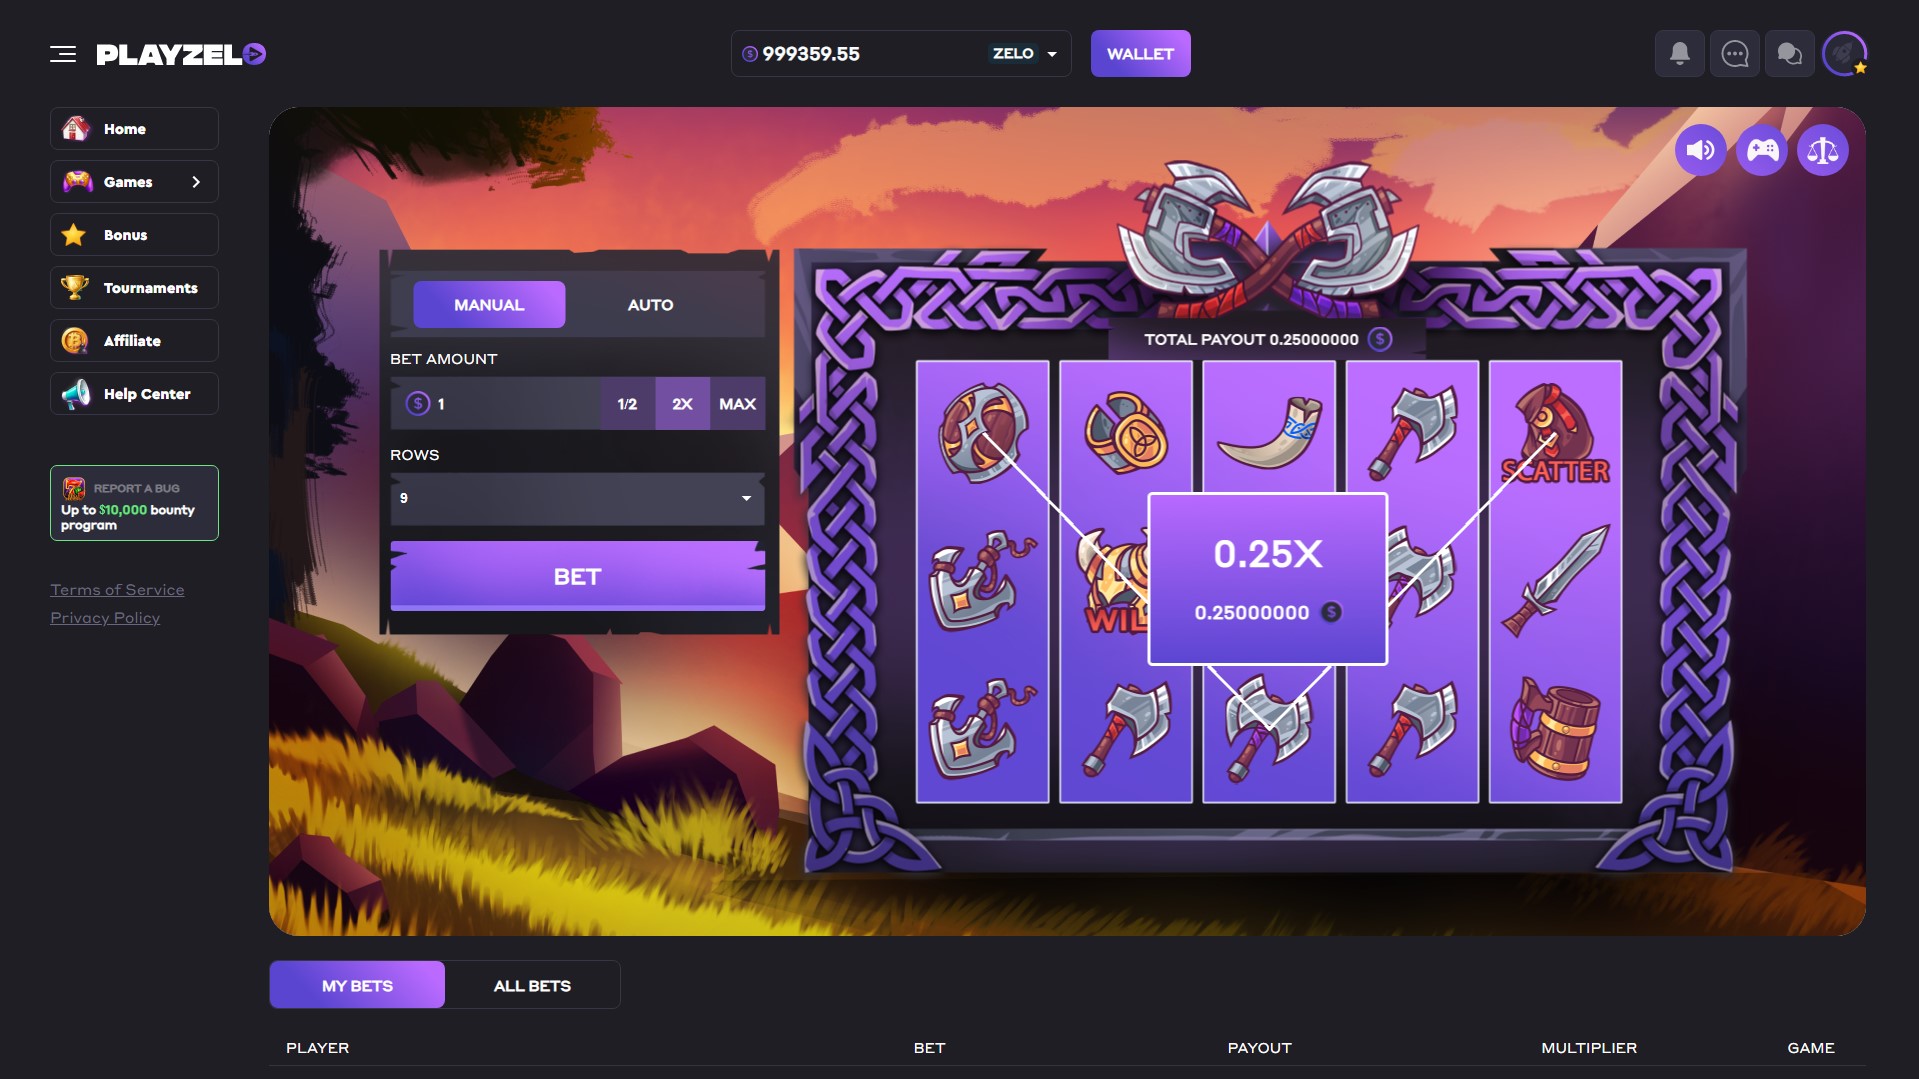 PLAYZELO
999359.55
ZELO
WALLET
Home
Games
Bonus
Tournaments
Affiliate
Help Center
REPORT A BUG
Up to $10,000 bounty
program
Terms of Service
Privacy Policy
MANUAL
AUTO
BET AMOUNT
1
1/2
2X
MAX
ROWS
9
BET
TOTAL PAYOUT 0.25000000
SCATTER
WIL
0.25X
0.25000000
MY BETS
ALL BETS
PLAYER
BET
PAYOUT
MULTIPLIER
GAME